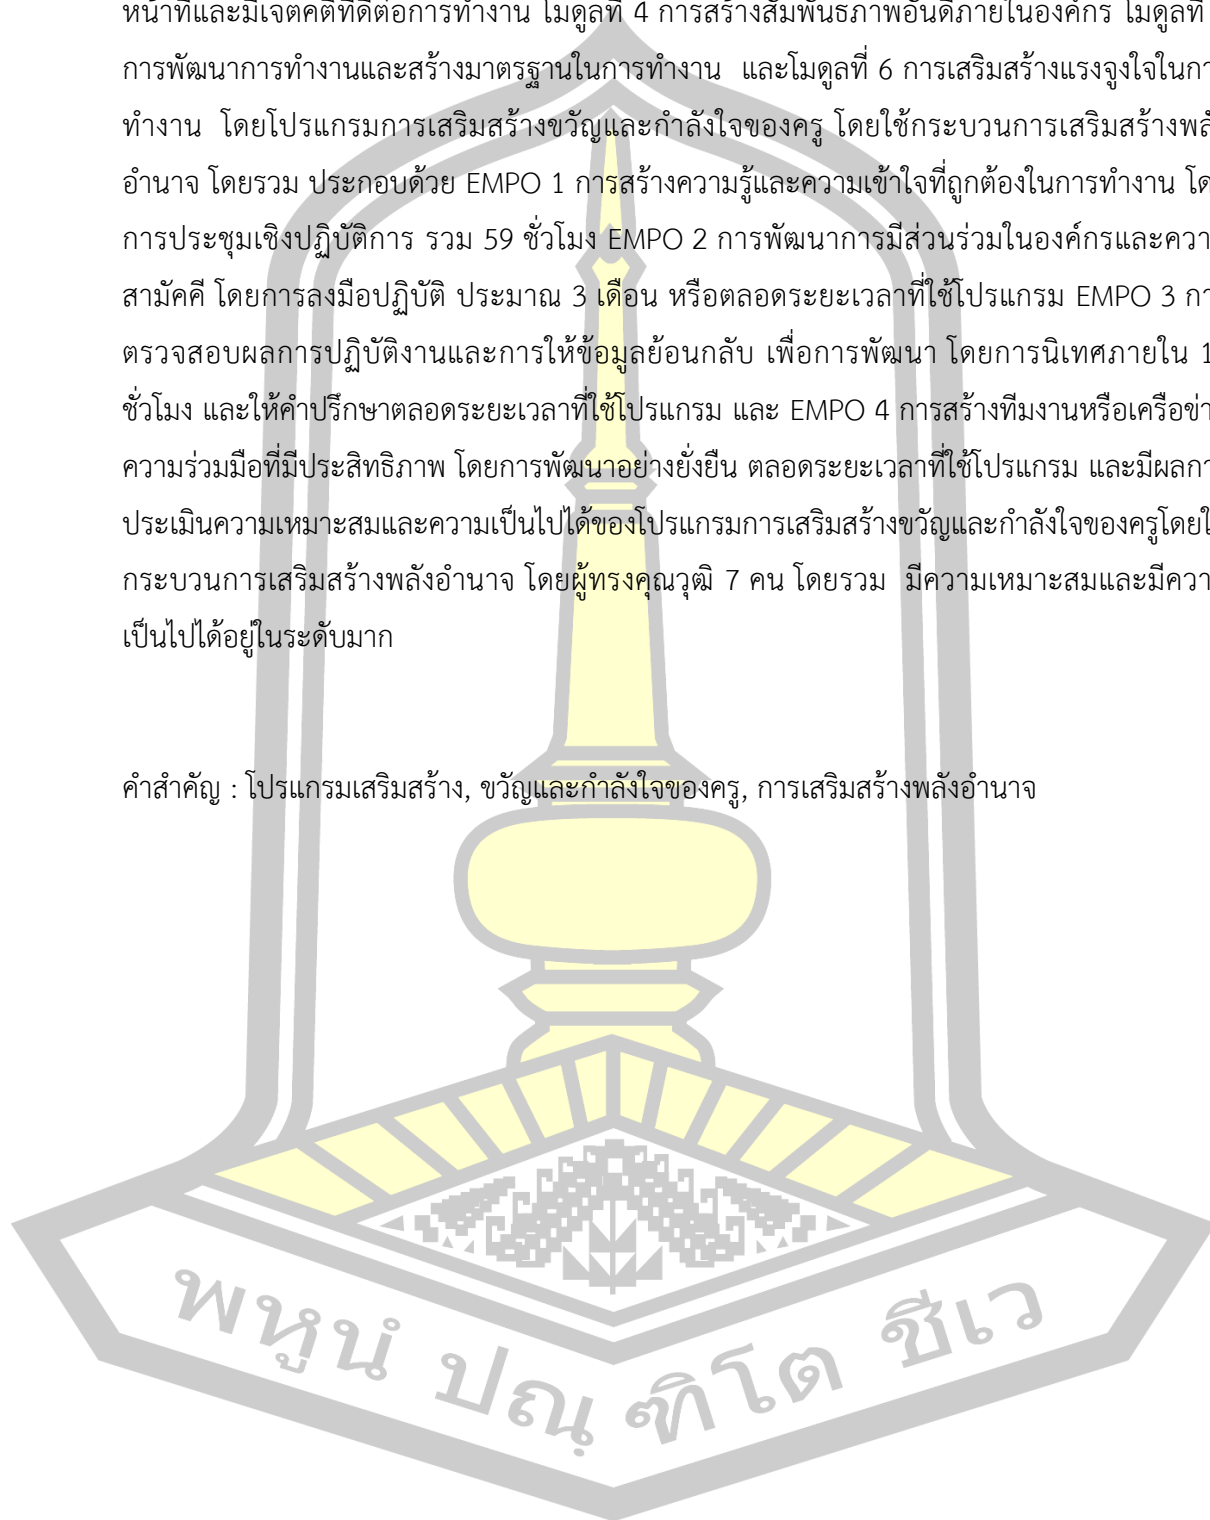 หน้าที่และมีเจตคติที่ดีต่อการทำงาน โมดูลที่ 4 การสร้างสัมพันธภาพอันดีภายในองค์กร โมดูลที่
การพัฒนาการทำงานและสร้างมาตรฐานในการทำงาน และโมดูลที่ 6 การเสริมสร้างแรงจูงใจในกา
ทำงาน โดยโปรแกรมการเสริมสร้างขวัญและกำลังใจของครู โดยใช้กระบวนการเสริมสร้างพลั
อำนาจ โดยรวม ประกอบด้วย EMPO 1 การสร้างความรู้และความเข้าใจที่ถูกต้องในการทำงาน โด
การประชุมเชิงปฏิบัติการ รวม 59 ชั่วโมง EMPO 2 การพัฒนาการมีส่วนร่วมในองค์กรและควา
สามัคคี โดยการลงมือปฏิบัติ ประมาณ 3 เดือน หรือตลอดระยะเวลาที่ใช้โปรแกรม EMPO 3 กา
ตรวจสอบผลการปฏิบัติงานและการให้ข้อมูลย้อนกลับ เพื่อการพัฒนา โดยการนิเทศภายใน 1
ชั่วโมง และให้คำปรึกษาตลอดระยะเวลาที่ใช้โปรแกรม และ EMPO 4 การสร้างทีมงานหรือเครือข่า
ความร่วมมือที่มีประสิทธิภาพ โดยการพัฒนาอย่างยั่งยืน ตลอดระยะเวลาที่ใช้โปรแกรม และมีผลกา
ประเมินความเหมาะสมและความเป็นไปได้ของโปรแกรมการเสริมสร้างขวัญและกำลังใจของครูโดยใ
กระบวนการเสริมสร้างพลังอำนาจ โดยผู้ทรงคุณวุฒิ 7 คน โดยรวม มีความเหมาะสมและมีควา
เป็นไปได้อยู่ในระดับมาก
คำสำคัญ : โปรแกรมเสริมสร้าง, ขวัญและกำลังใจของครู, การเสริมสร้างพลังอำนาจ
พหูนํ ปณฺฑิโต ชีเว